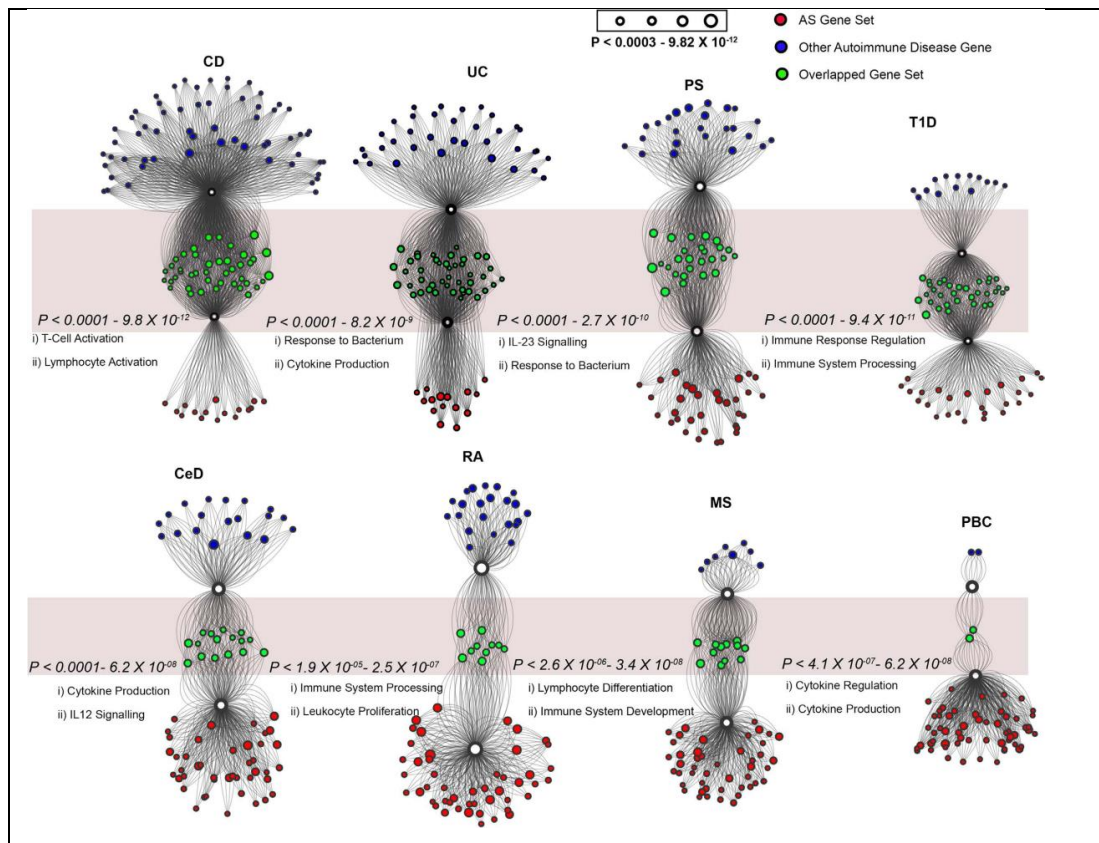 P < 0.0003 - 9.82 X 10-12
AS Gene Set
Other Autoimmune Disease Gene
Overlapped Gene Set
CD
UC
PS
T1D
P < 0.0001 - 9.8 X 10-12
i) T-Cell Activation
ii) Lymphocyte Activation
P < 0.0001 - 8.2 X 10-9
i) Response to Bacterium
ii) Cytokine Production
P < 0.0001 - 2.7 X 10-10
i) IL-23 Signalling
ii) Response to Bacterium
P < 0.0001 - 9.4 X 10-11
i) Immune Response Regulation
ii) Immune System Processing
CeD
RA
MS
PBC
P < 0.0001- 6.2 X 10-08
i) Cytokine Production
ii) IL12 Signalling
P < 1.9 X 10-05- 2.5 X 10-07
i) Immune System Processing
ii) Leukocyte Proliferation
P < 2.6 X 10-06- 3.4 X 10-08
i) Lymphocyte Differentiation
ii) Immune System Development
P < 4.1 X 10-07- 6.2 X 10-08
i) Cytokine Regulation
ii) Cytokine Production